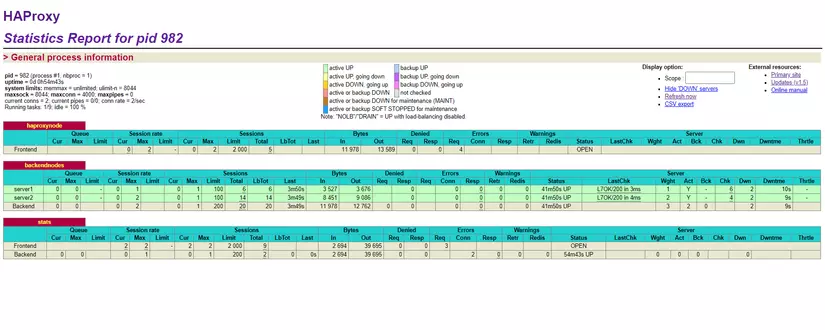 HAProxy
Statistics Report for pid 982
> General process information
pid = 982 (process #1, nbproc = 1)
uptime = 0d 0h54m43s
system limits: memmax = unlimited; ulimit-n = 8044
maxsock = 8044; maxconn = 4000; maxpipes = 0
current conns = 2; current pipes = 0/0; conn rate = 2/sec
Running tasks: 1/9; idle = 100 %
active UP backup UP
active UP, going down backup UP, going down
active DOWN, going up backup DOWN, going up
active or backup DOWN not checked
active or backup DOWN for maintenance (MAINT)
active or backup SOFT STOPPED for maintenance
Note: "NOLB"/"DRAIN" = UP with load-balancing disabled.
Display option:
Scope :
Hide 'DOWN' servers
Refresh now
CSV export
External resources:
Primary site
Updates (v1.5)
Online manual
haproxynode
Queue Session rate Sessions Bytes Denied Errors Warnings Server
Cur Max Limit Cur Max Limit Cur Max Limit Total LbTot Last In Out Req Resp Req Conn Resp Retr Redis Status LastChk Wght Act Bck Chk Dwn Dwntme Thrtle
Frontend 0 2 - 0 2 2 000 5 11 978 13 589 0 0 4 OPEN
backendnodes
Queue Session rate Sessions Bytes Denied Errors Warnings Server
Cur Max Limit Cur Max Limit Cur Max Limit Total LbTot Last In Out Req Resp Req Conn Resp Retr Redis Status LastChk Wght Act Bck Chk Dwn Dwntme Thrtle
server1 0 0 - 0 1 0 1 100 6 6 3m50s 3 527 3 676 0 0 0 0 0 41m50s UP L7OK/200 in 3ms 1 Y - 6 2 10s -
server2 0 0 - 0 2 0 1 100 14 14 3m49s 8 451 9 086 0 0 0 0 0 41m50s UP L7OK/200 in 4ms 2 Y - 4 2 9s -
Backend 0 0 0 2 0 1 200 20 20 3m49s 11 978 12 762 0 0 0 0 0 0 41m50s UP 3 2 0 2 9s
stats
Queue Session rate Sessions Bytes Denied Errors Warnings Server
Cur Max Limit Cur Max Limit Cur Max Limit Total LbTot Last In Out Req Resp Req Conn Resp Retr Redis Status LastChk Wght Act Bck Chk Dwn Dwntme Thrtle
Frontend 2 2 - 2 2 2 000 9 2 694 39 695 0 0 3 OPEN
Backend 0 0 0 1 0 1 200 2 0 0s 2 694 39 695 0 0 2 0 0 0 54m43s UP 0 0 0 0